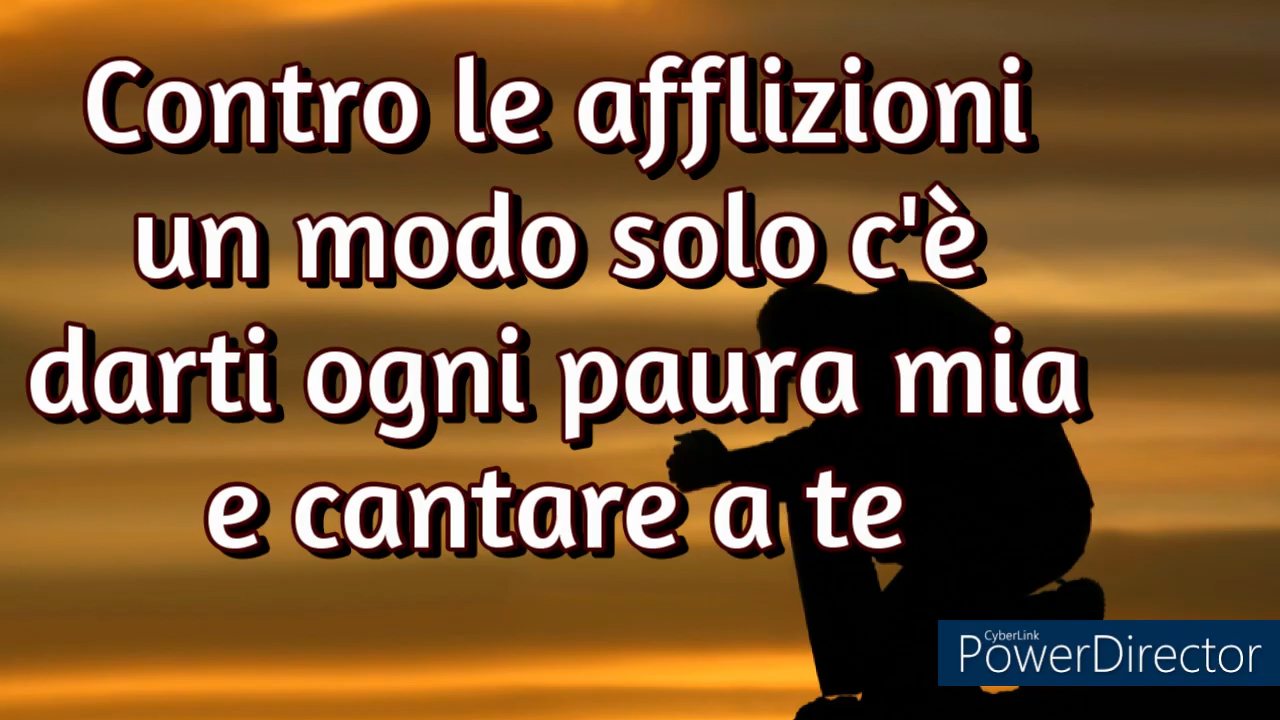 Contro le afflizioni
un modo solo c'è
darti ogni paura mia
e cantare a te
CyberLink
PowerDirector